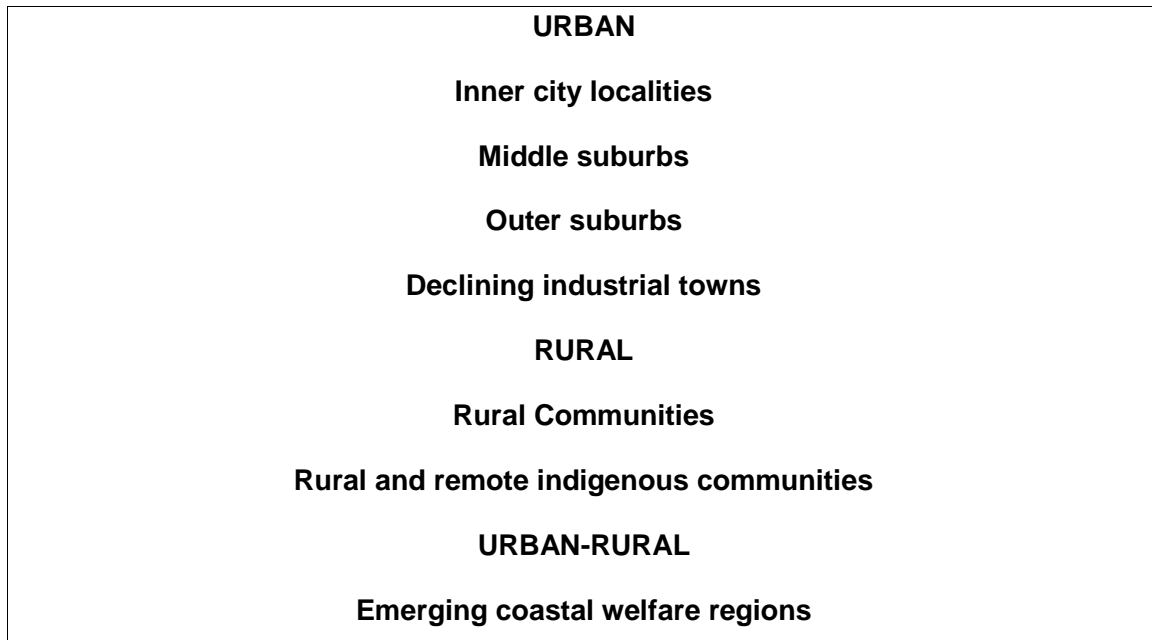 URBAN
Inner city localities
Middle suburbs
Outer suburbs
Declining industrial towns
RURAL
Rural Communities
Rural and remote indigenous communities
URBAN-RURAL
Emerging coastal welfare regions